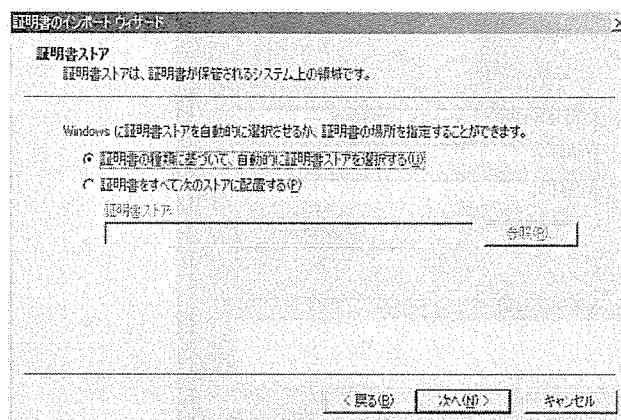 証明書のインポート ウィザード
証明書ストア
証明書ストアは、証明書が保管されるシステム上の領域です。
Windows に証明書ストアを自動的に選択させるか、証明書の場所を指定することができます。
証明書の種類に基づいて、自動的に証明書ストアを選択する(U)
証明書をすべて次のストアに配置する(P)
証明書ストア:
参照(R)...
< 戻る(B)
次へ(N) >
キャンセル